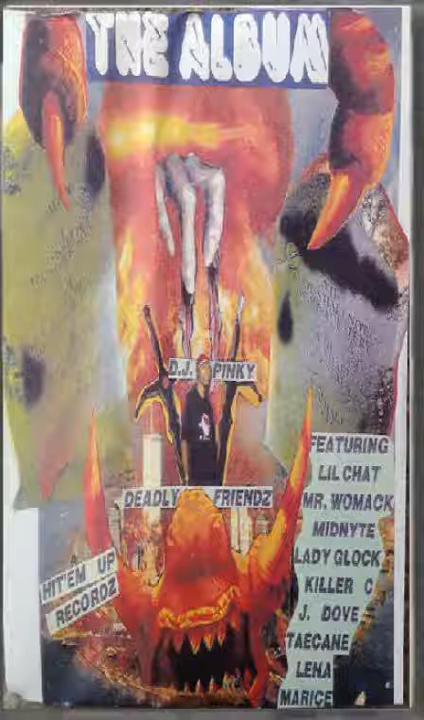 THE ALBUM
D.J. PINKY
DEADLY FRIENDZ
HIT'EM UP
RECORDZ
FEATURING
LIL CHAT
MR. WOMACK
MIDNYTE
LADY GLOCK
KILLER C
J. DOVE
TAECANE
LENA
MARICE